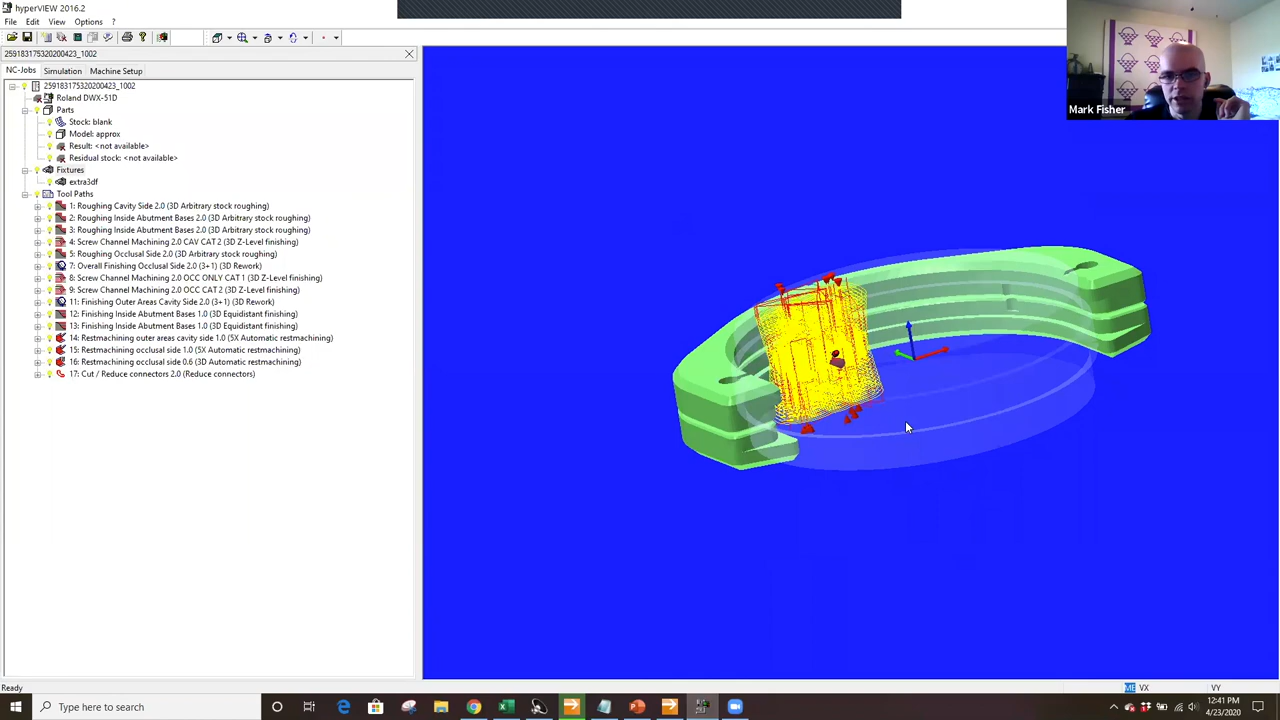 hyperVIEW 2016.2
File Edit View Options ?
259183175320200423_1002
NC-Jobs Simulation Machine Setup
259183175320200423_1002
Roland DWX-51D
Parts
Stock: blank
Model: approx
Result: <not available>
Residual stock: <not available>
Fixtures
extra3df
Tool Paths
1: Roughing Cavity Side 2.0 (3D Arbitrary stock roughing)
2: Roughing Inside Abutment Bases 2.0 (3D Arbitrary stock roughing)
3: Roughing Inside Abutment Bases 2.0 (3D Arbitrary stock roughing)
4: Screw Channel Machining 2.0 CAV CAT 2 (3D Z-Level finishing)
5: Roughing Occlusal Side 2.0 (3D Arbitrary stock roughing)
7: Overall Finishing Occlusal Side 2.0 (3+1) (3D Rework)
8: Screw Channel Machining 2.0 OCC ONLY CAT 1 (3D Z-Level finishing)
9: Screw Channel Machining 2.0 OCC CAT 2 (3D Z-Level finishing)
11: Finishing Outer Areas Cavity Side 2.0 (3+1) (3D Rework)
12: Finishing Inside Abutment Bases 1.0 (3D Equidistant finishing)
13: Finishing Inside Abutment Bases 1.0 (3D Equidistant finishing)
14: Restmachining outer areas cavity side 1.0 (5X Automatic restmachining)
15: Restmachining occlusal side 1.0 (5X Automatic restmachining)
16: Restmachining occlusal side 0.6 (3D Automatic restmachining)
17: Cut / Reduce connectors 2.0 (Reduce connectors)
Mark Fisher
Ready
ME VX VY
Type here to search
12:41 PM
4/23/2020